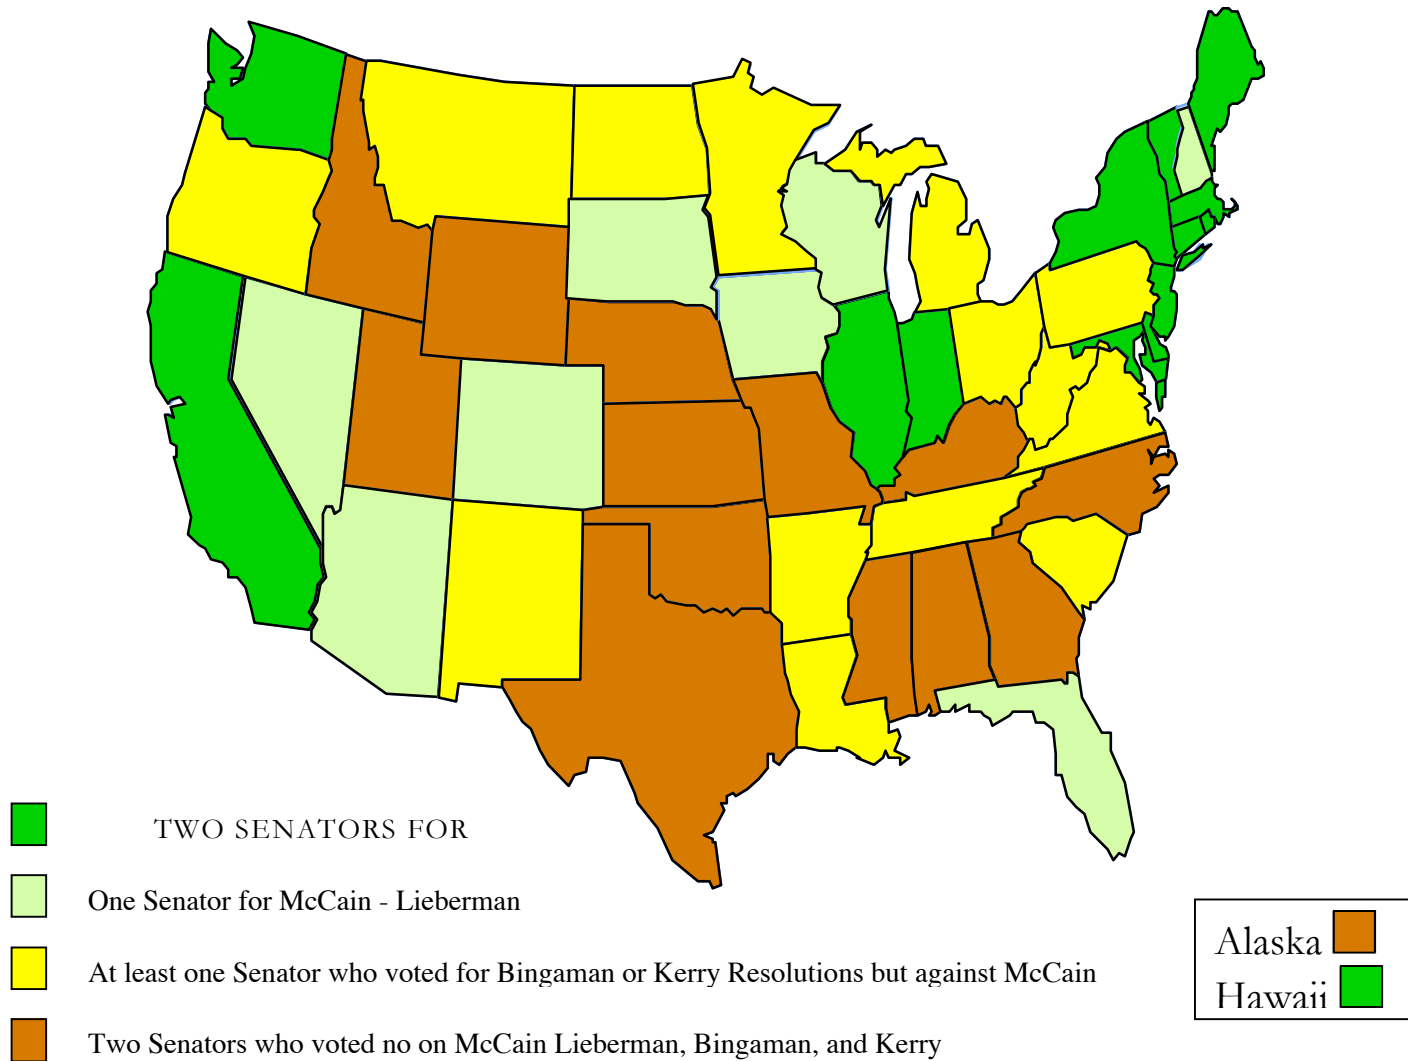 TWO SENATORS FOR
One Senator for McCain - Lieberman
At least one Senator who voted for Bingaman or Kerry Resolutions but against McCain
Two Senators who voted no on McCain Lieberman, Bingaman, and Kerry
Alaska
Hawaii